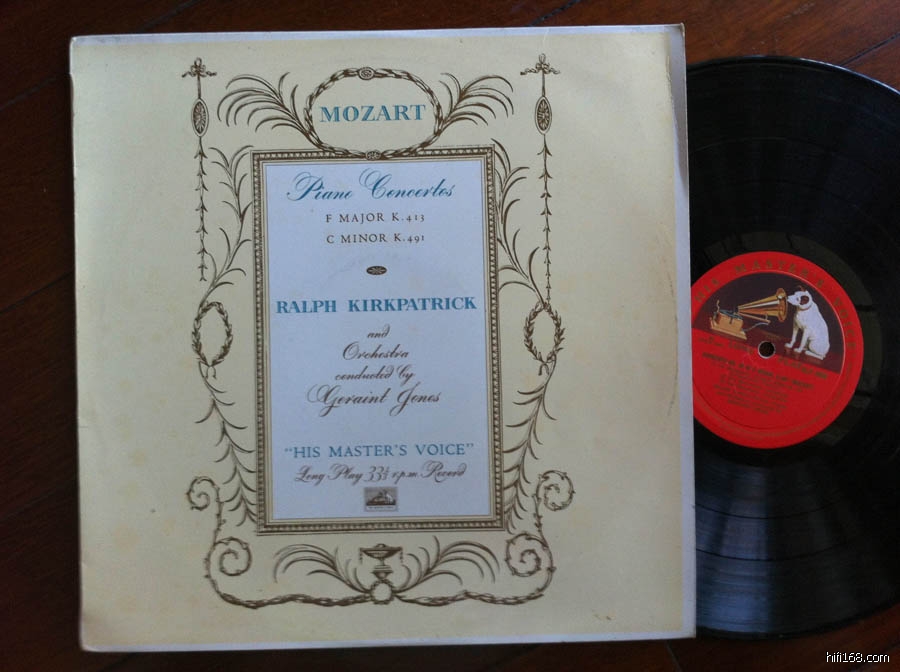 MOZART
Piano Concertos
F MAJOR K.413
C MINOR K.491
RALPH KIRKPATRICK
and
Orchestra
conducted by
Geraint Jones
“HIS MASTER'S VOICE”
Long Play 33⅓ r.p.m. Record
hifi168.com